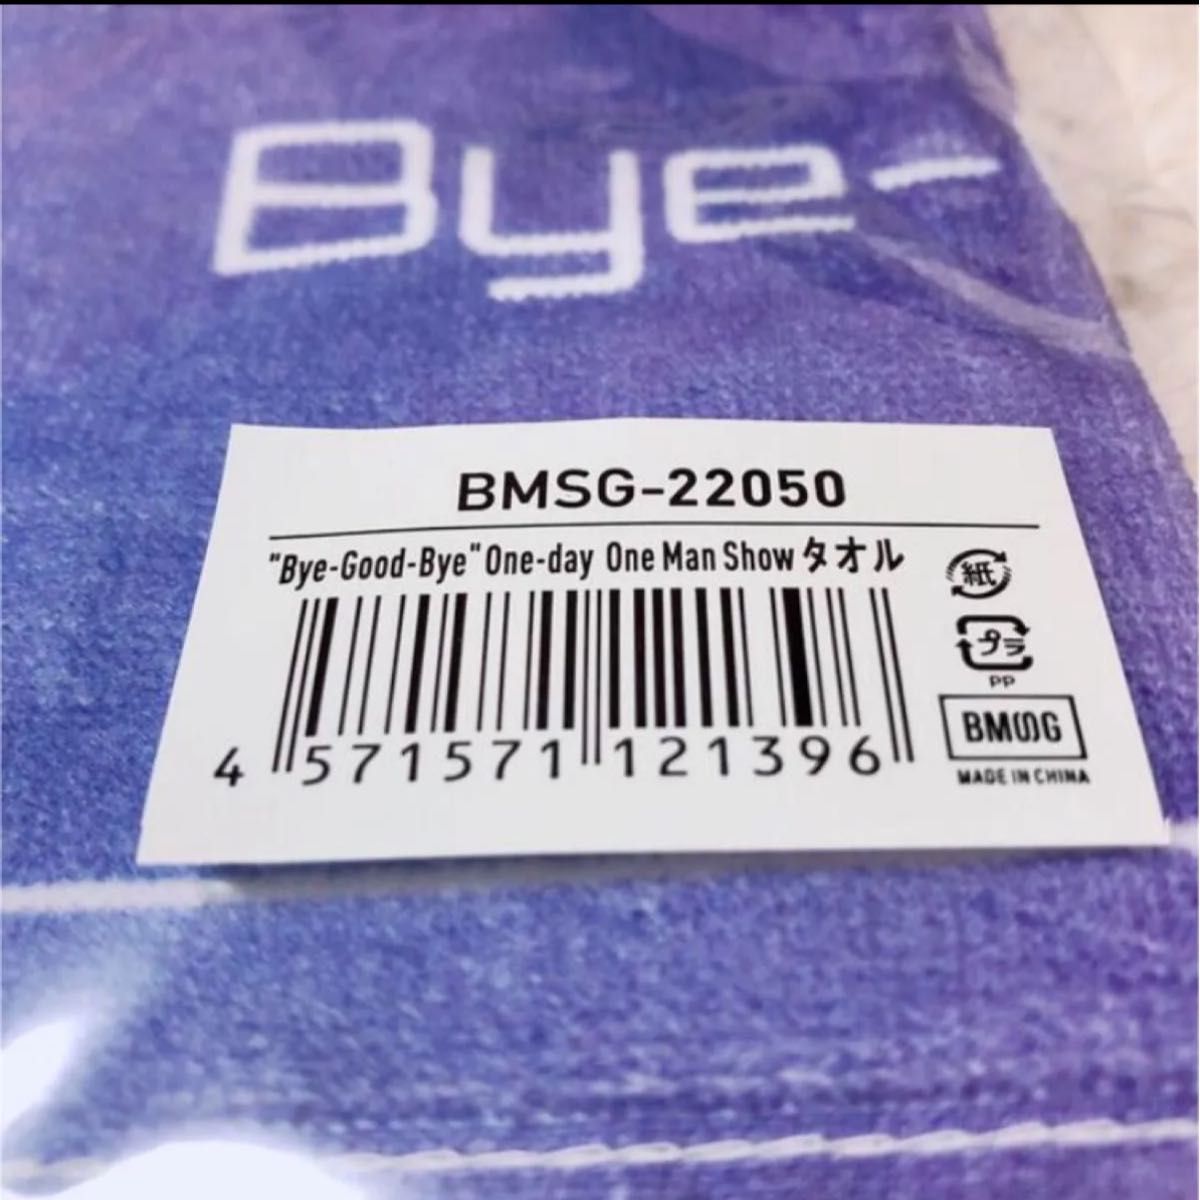 Bye-
BMSG-22050
"Bye-Good-Bye" One-day One Man Show タオル
紙
プラ
PP
BMSG
MADE IN CHINA
4 571571 121396